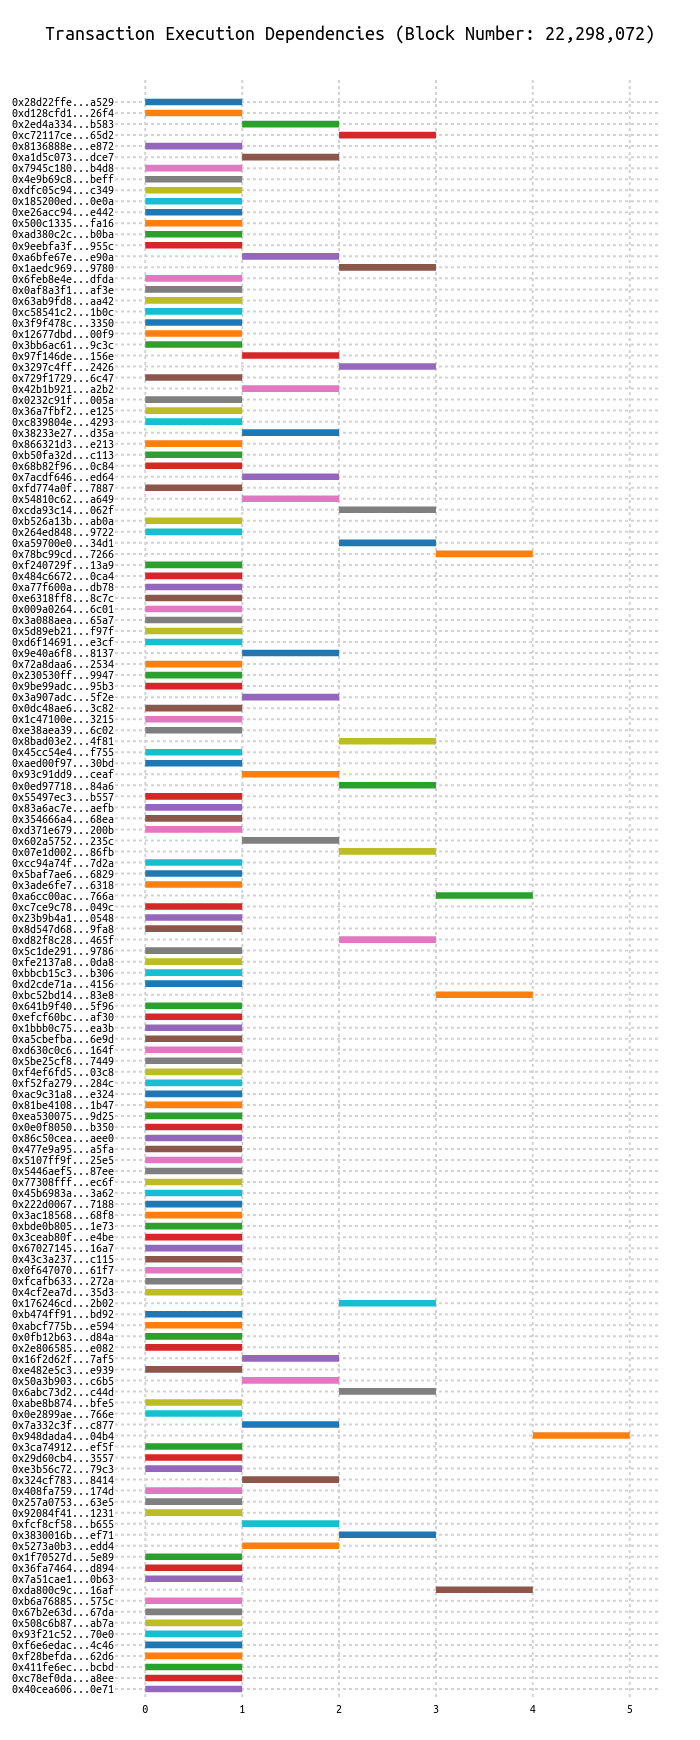 Transaction Execution Dependencies (Block Number: 22,298,072)
0x28d22ffe...a529
0xd128cfd1...26f4
0x2ed4a334...b583
0xc72117ce...65d2
0x8136888e...e872
0xa1d5c073...dce7
0x7945c180...b4d8
0x4e9b69c8...beff
0xdfc05c94...c349
0x185200ed...0e0a
0xe26acc94...e442
0x500c1335...fa16
0xad380c2c...b0ba
0x9eebfa3f...955c
0xa6bfe67e...e90a
0x1aedc969...9780
0x6feb8e4e...dfda
0x0af8a3f1...af3e
0x63ab9fd8...aa42
0xc58541c2...1b0c
0x3f9f478c...3350
0x12677dbd...00f9
0x3bb6ac61...9c3c
0x97f146de...156e
0x3297c4ff...2426
0x729f1729...6c47
0x42b1b921...a2b2
0x0232c91f...005a
0x36a7fbf2...e125
0xc839804e...4293
0x38233e27...d35a
0x866321d3...e213
0xb50fa32d...c113
0x68b82f96...0c84
0x7acdf646...ed64
0xfd774a0f...7887
0x54810c62...a649
0xcda93c14...062f
0xb526a13b...ab0a
0x264ed848...9722
0xa59700e0...34d1
0x78bc99cd...7266
0xf240729f...13a9
0x484c6672...0ca4
0xa77f600a...db78
0xe6318ff8...8c7c
0x009a0264...6c01
0x3a088aea...65a7
0x5d89eb21...f97f
0xd6f14691...e3cf
0x9e40a6f8...8137
0x72a8daa6...2534
0x230530ff...9947
0x9be99adc...95b3
0x3a907adc...5f2e
0x0dc48ae6...3c82
0x1c47100e...3215
0xe38aea39...6c02
0x8bad03e2...4f81
0x45cc54e4...f755
0xaed00f97...30bd
0x93c91dd9...ceaf
0x0ed97718...84a6
0x55497ec3...b557
0x83a6ac7e...aefb
0x354666a4...68ea
0xd371e679...200b
0x602a5752...235c
0x07e1d002...86fb
0xcc94a74f...7d2a
0x5baf7ae6...6829
0x3ade6fe7...6318
0xa6cc00ac...766a
0xc7ce9c78...049c
0x23b9b4a1...0548
0x8d547d68...9fa8
0xd82f8c28...465f
0x5c1de291...9786
0xfe2137a8...0da8
0xbbcb15c3...b306
0xd2cde71a...4156
0xbc52bd14...83e8
0x641b9f40...5f96
0xefcf60bc...af30
0x1bbb0c75...ea3b
0xa5cbefba...6e9d
0xd630c0c6...164f
0x5be25cf8...7449
0xf4ef6fd5...03c8
0xf52fa279...284c
0xac9c31a8...e324
0x81be4108...1b47
0xea530075...9d25
0x0e0f8050...b350
0x86c50cea...aee0
0x477e9a95...a5fa
0x5107ff9f...25e5
0x5446aef5...87ee
0x77308fff...ec6f
0x45b6983a...3a62
0x222d0067...7188
0x3ac18568...68f8
0xbde0b805...1e73
0x3ceab80f...e4be
0x67027145...16a7
0x43c3a237...c115
0x0f647070...61f7
0xfcafb633...272a
0x4cf2ea7d...35d3
0x176246cd...2b02
0xb474ff91...bd92
0xabcf775b...e594
0x0fb12b63...d84a
0x2e806585...e082
0x16f2d62f...7af5
0xe482e5c3...e939
0x50a3b903...c6b5
0x6abc73d2...c44d
0xabe8b874...bfe5
0x0e2899ae...766e
0x7a332c3f...c877
0x948dada4...04b4
0x3ca74912...ef5f
0x29d60cb4...3557
0xe3b56c72...79c3
0x324cf783...8414
0x408fa759...174d
0x257a0753...63e5
0x92084f41...1231
0xfcf8cf58...b655
0x3830016b...ef71
0x5273a0b3...edd4
0x1f70527d...5e89
0x36fa7464...d894
0x7a51cae1...0b63
0xda800c9c...16af
0xb6a76885...575c
0x67b2e63d...67da
0x508c6b87...ab7a
0x93f21c52...70e0
0xf6e6edac...4c46
0xf28befda...62d6
0x411fe6ec...bcbd
0xc78ef0da...a8ee
0x40cea606...0e71
0 1 2 3 4 5